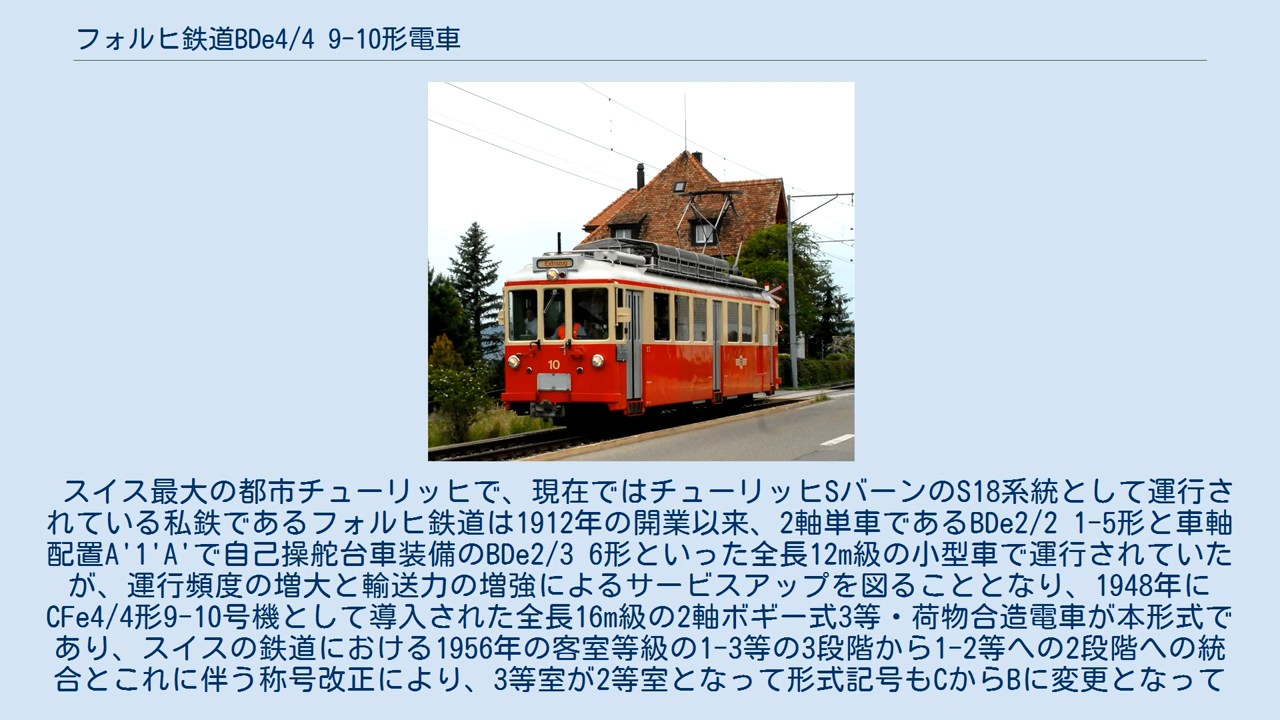 フォルヒ鉄道BDe4/4 9-10形電車
Extrazug
10
スイス最大の都市チューリッヒで、現在ではチューリッヒSバーンのS18系統として運行さ
れている私鉄であるフォルヒ鉄道は1912年の開業以来、2軸単車であるBDe2/2 1-5形と車軸
配置A'1'A'で自己操舵台車装備のBDe2/3 6形といった全長12m級の小型車で運行されていた
が、運行頻度の増大と輸送力の増強によるサービスアップを図ることとなり、1948年に
CFe4/4形9-10号機として導入された全長16m級の2軸ボギー式3等・荷物合造電車が本形式で
あり、スイスの鉄道における1956年の客室等級の1-3等の3段階から1-2等への2段階への統
合とこれに伴う称号改正により、3等室が2等室となって形式記号もCからBに変更となって